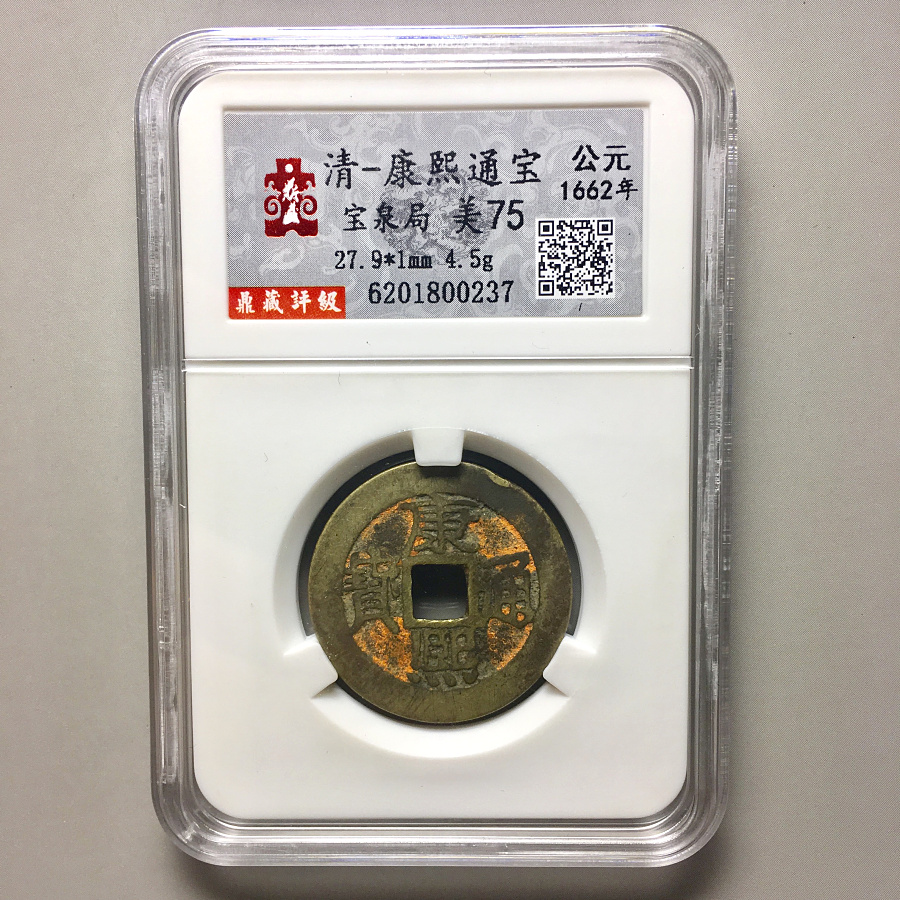 清-康熙通宝
公元
1662年
宝泉局 美75
27.9*1mm 4.5g
鼎藏評級
6201800237
康熙通寳